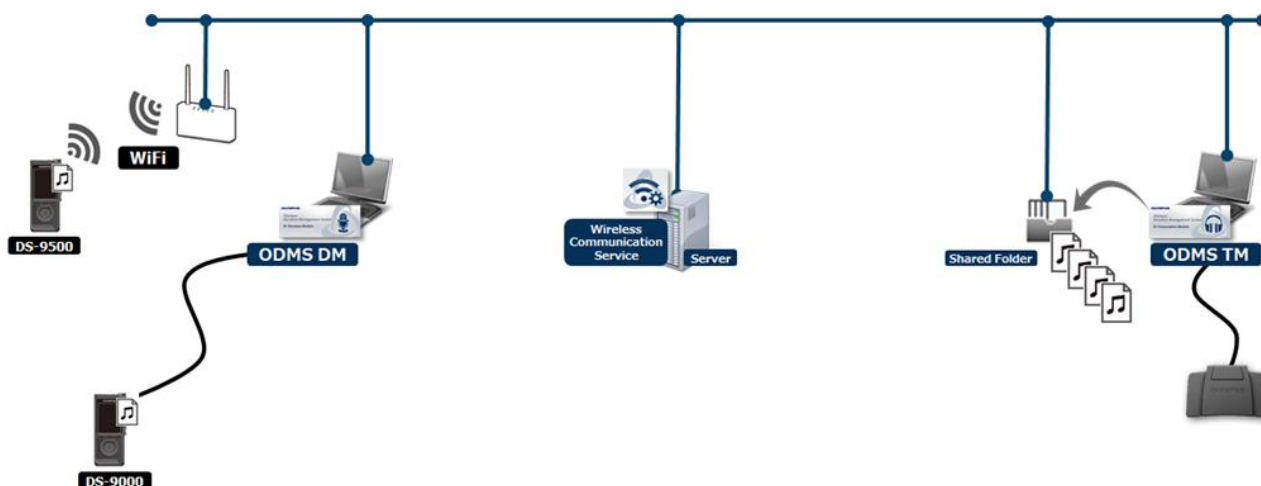 WiFi
DS-9500
ODMS DM
DS-9000
Wireless
Communication
Service
Server
Shared Folder
ODMS TM